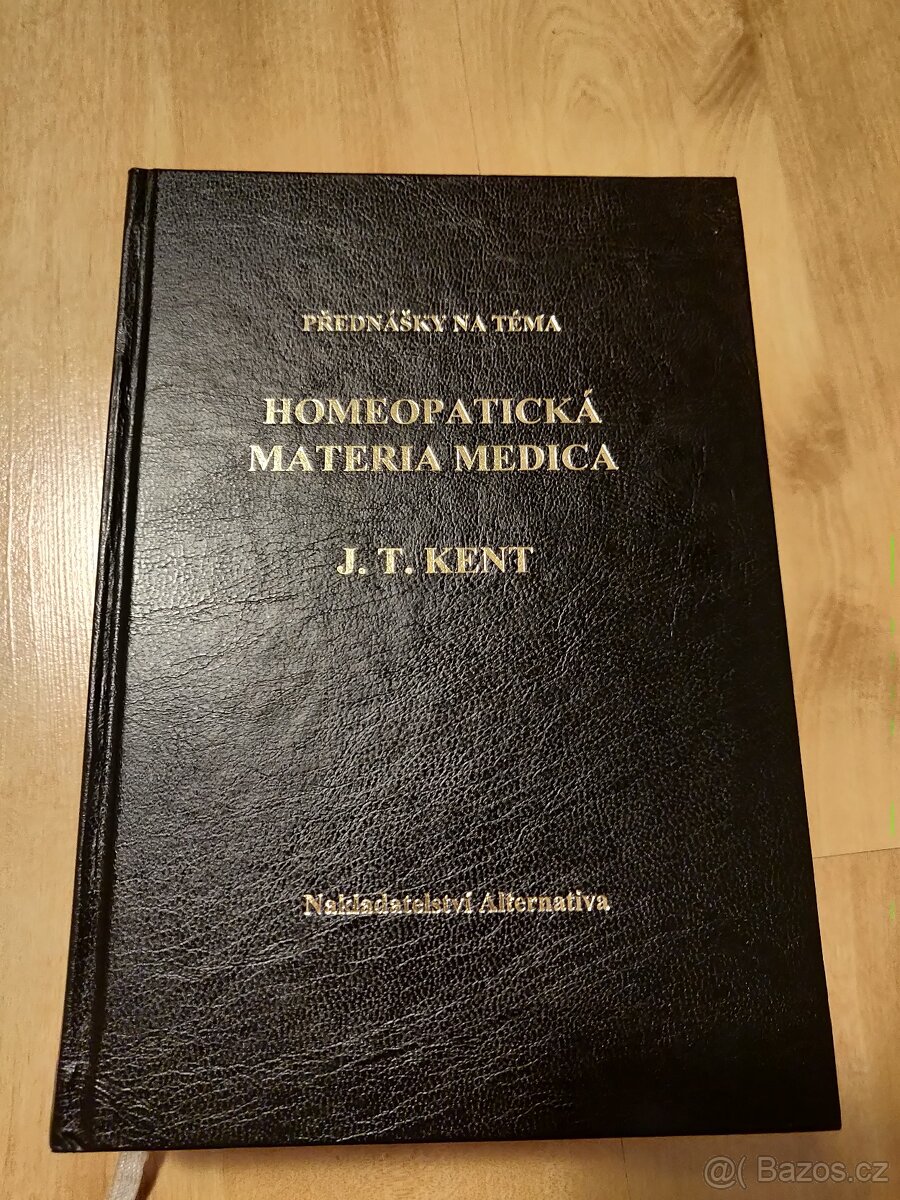 PŘEDNÁŠKY NA TÉMA
HOMEOPATICKÁ
MATERIA MEDICA
J. T. KENT
Nakladatelství Alternativa
@( Bazos.cz